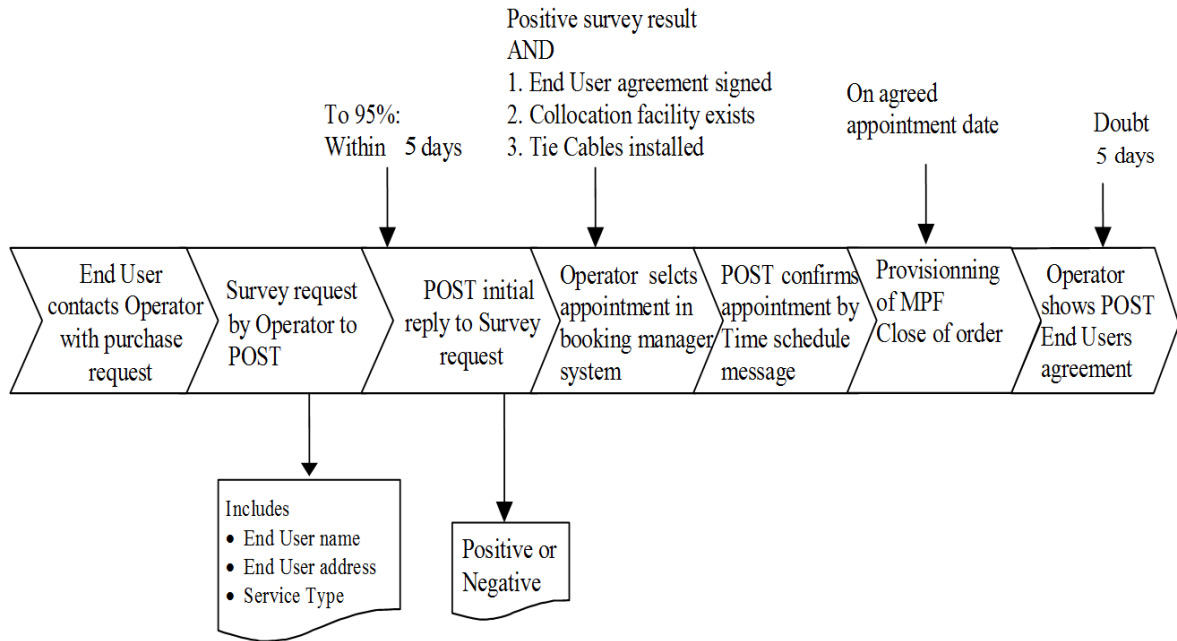 Positive survey result
AND
1. End User agreement signed
2. Collocation facility exists
3. Tie Cables installed
To 95%:
Within 5 days
On agreed
appointment date
Doubt
5 days
End User
contacts Operator
with purchase
request
Survey request
by Operator to
POST
POST initial
reply to Survey
request
Operator selcts
appointment in
booking manager
system
POST confirms
appointment by
Time schedule
message
Provisionning
of MPF
Close of order
Operator
shows POST
End Users
agreement
Includes
• End User name
• End User address
• Service Type
Positive or
Negative